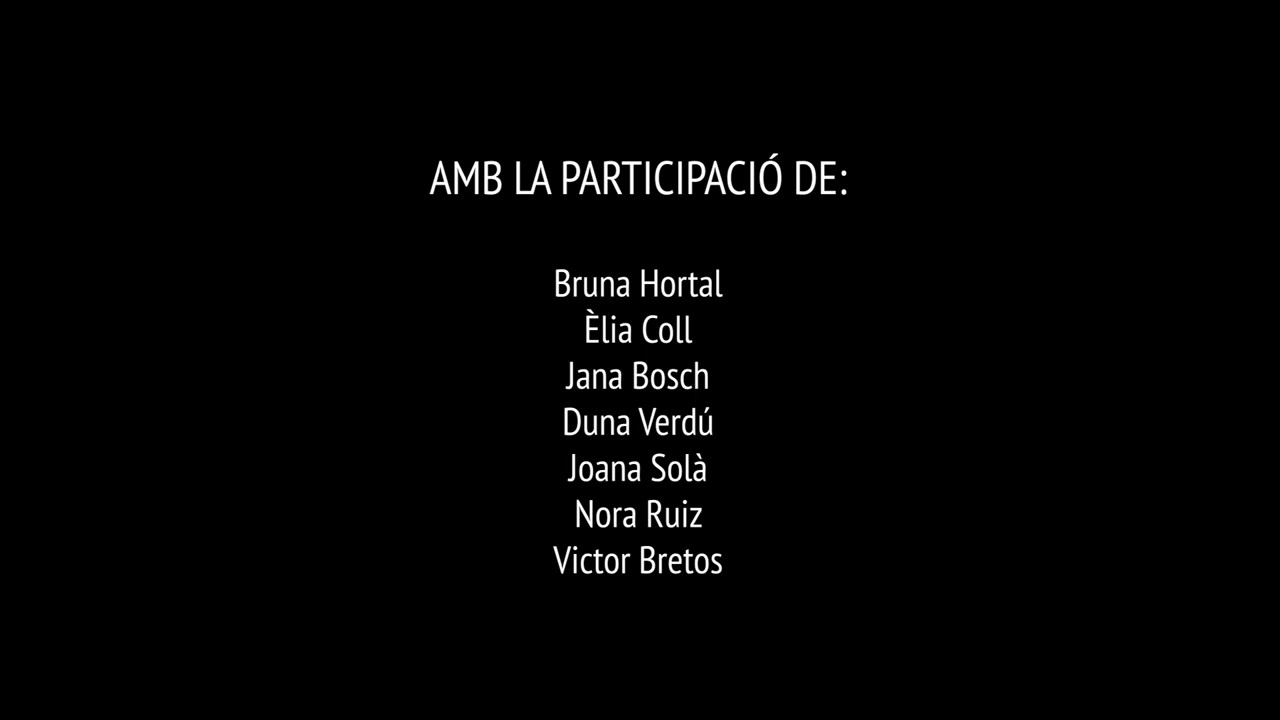 AMB LA PARTICIPACIÓ DE:
Bruna Hortal
Èlia Coll
Jana Bosch
Duna Verdú
Joana Solà
Nora Ruiz
Victor Bretos